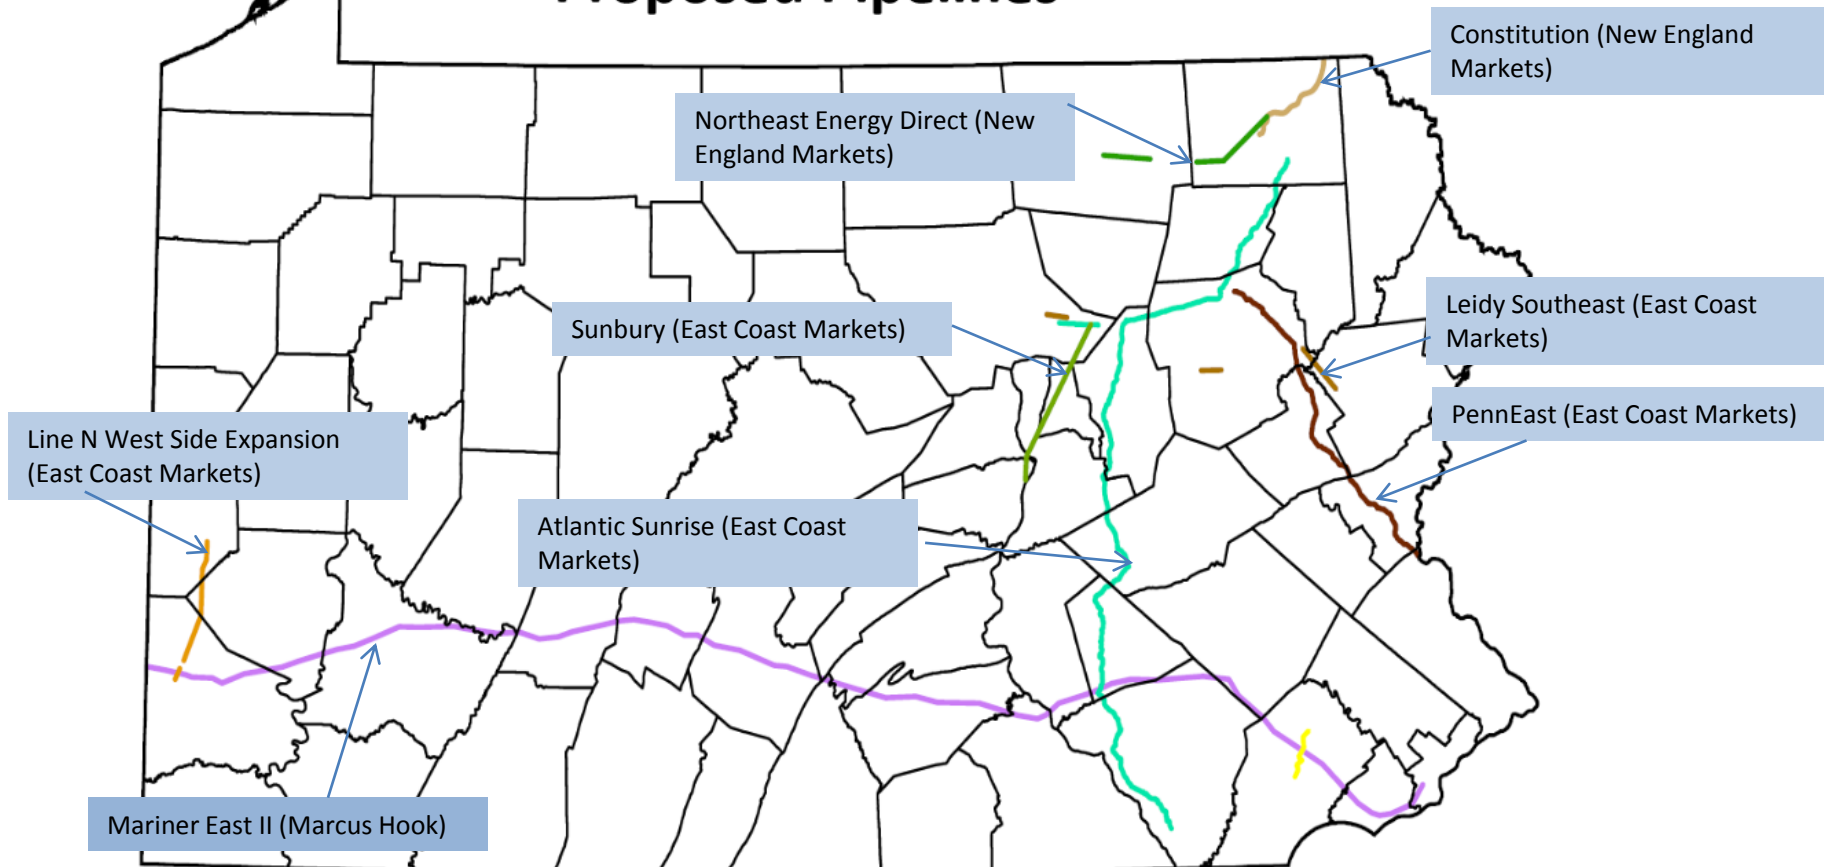 Proposed Pipelines
Constitution (New England
Markets)
Northeast Energy Direct (New
England Markets)
Sunbury (East Coast Markets)
Leidy Southeast (East Coast
Markets)
PennEast (East Coast Markets)
Line N West Side Expansion
(East Coast Markets)
Atlantic Sunrise (East Coast
Markets)
Mariner East II (Marcus Hook)